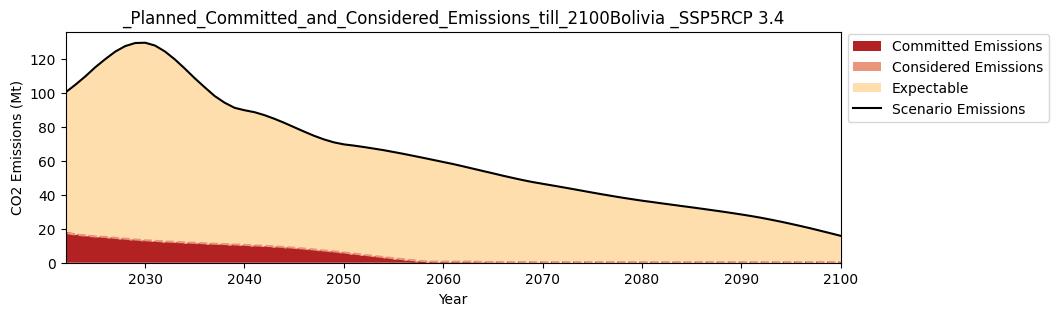 _Planned_Committed_and_Considered_Emissions_till_2100Bolivia _SSP5RCP 3.4
Committed Emissions
Considered Emissions
Expectable
Scenario Emissions
CO2 Emissions (Mt)
120
100
80
60
40
20
0
2030 2040 2050 2060 2070 2080 2090 2100
Year